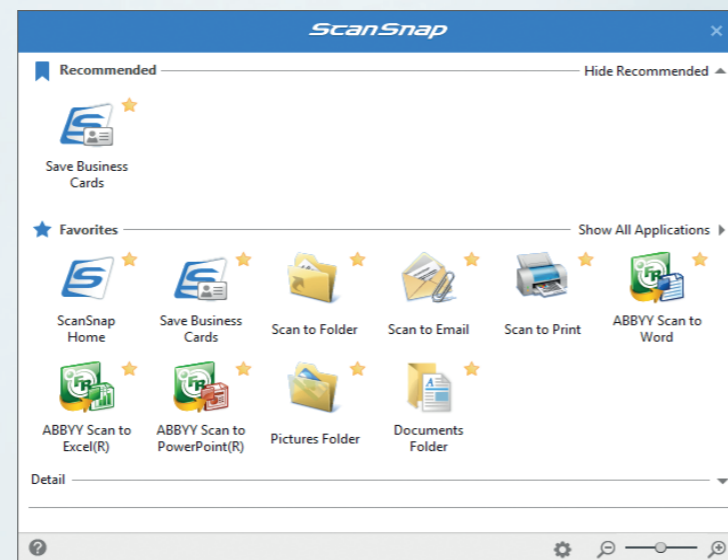 ScanSnap
Recommended
Hide Recommended
Save Business
Cards
Favorites
Show All Applications
ScanSnap
Home
Save Business
Cards
Scan to Folder
Scan to Email
Scan to Print
ABBYY Scan to
Word
ABBYY Scan to
Excel(R)
ABBYY Scan to
PowerPoint(R)
Pictures Folder
Documents
Folder
Detail